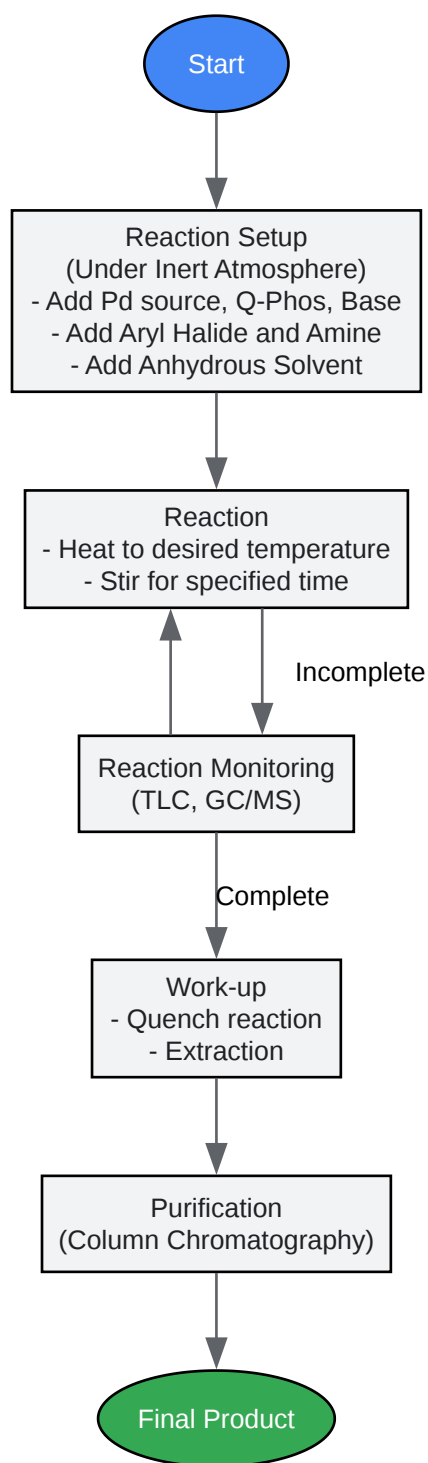 Start
Reaction Setup
(Under Inert Atmosphere)
- Add Pd source, Q-Phos, Base
- Add Aryl Halide and Amine
- Add Anhydrous Solvent
Reaction
- Heat to desired temperature
- Stir for specified time
Incomplete
Reaction Monitoring
(TLC, GC/MS)
Complete
Work-up
- Quench reaction
- Extraction
Purification
(Column Chromatography)
Final Product